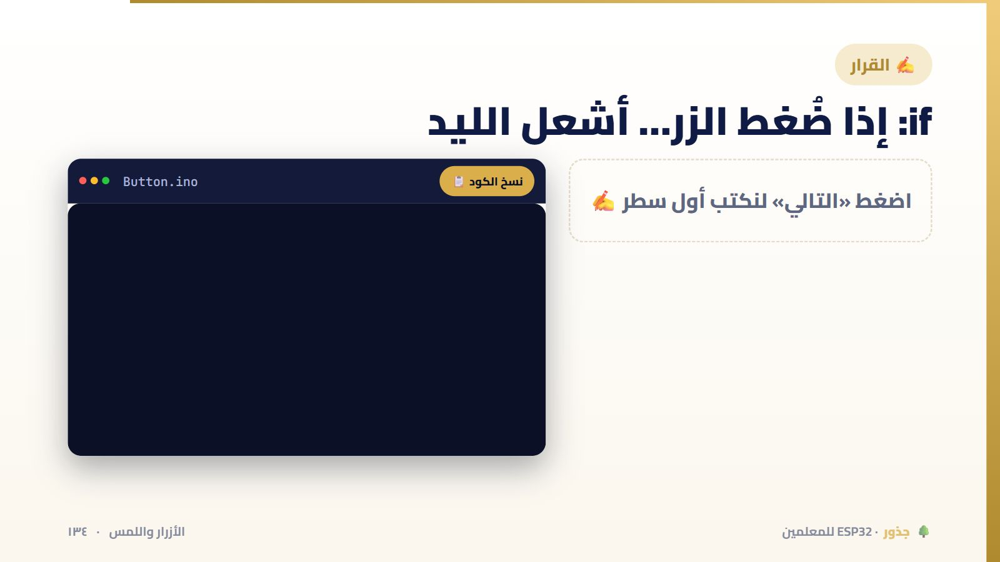 ✍️ القرار
if: إذا ضُغط الزر... أشعل الليد
اضغط «التالي» لنكتب أول سطر ✍️
Button.ino
نسخ الكود 📋
🌳 جذور · ESP32 للمعلمين
الأزرار واللمس · ١٣٤